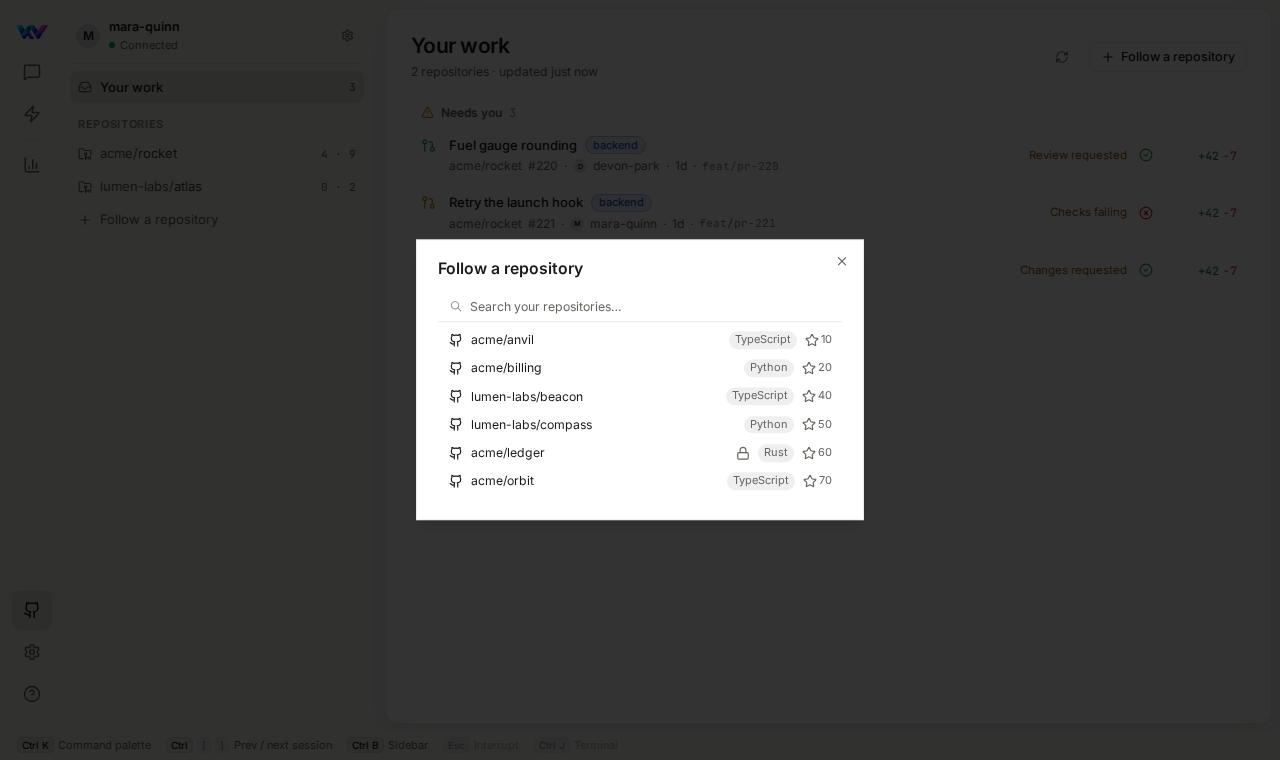 mara-quinn
Connected
M
Your work 3
REPOSITORIES
acme/rocket 4 · 9
lumen-labs/atlas 0 · 2
Follow a repository
Your work
2 repositories · updated just now
Follow a repository
Needs you 3
Fuel gauge rounding backend
acme/rocket #220 · D devon-park · 1d · feat/pr-220
Review requested +42 -7
Retry the launch hook backend
acme/rocket #221 · M mara-quinn · 1d · feat/pr-221
Checks failing +42 -7
Changes requested +42 -7
Follow a repository
Search your repositories…
acme/anvil TypeScript 10
acme/billing Python 20
lumen-labs/beacon TypeScript 40
lumen-labs/compass Python 50
acme/ledger Rust 60
acme/orbit TypeScript 70
Ctrl K Command palette Ctrl [ ] Prev / next session Ctrl B Sidebar Esc Interrupt Ctrl J Terminal